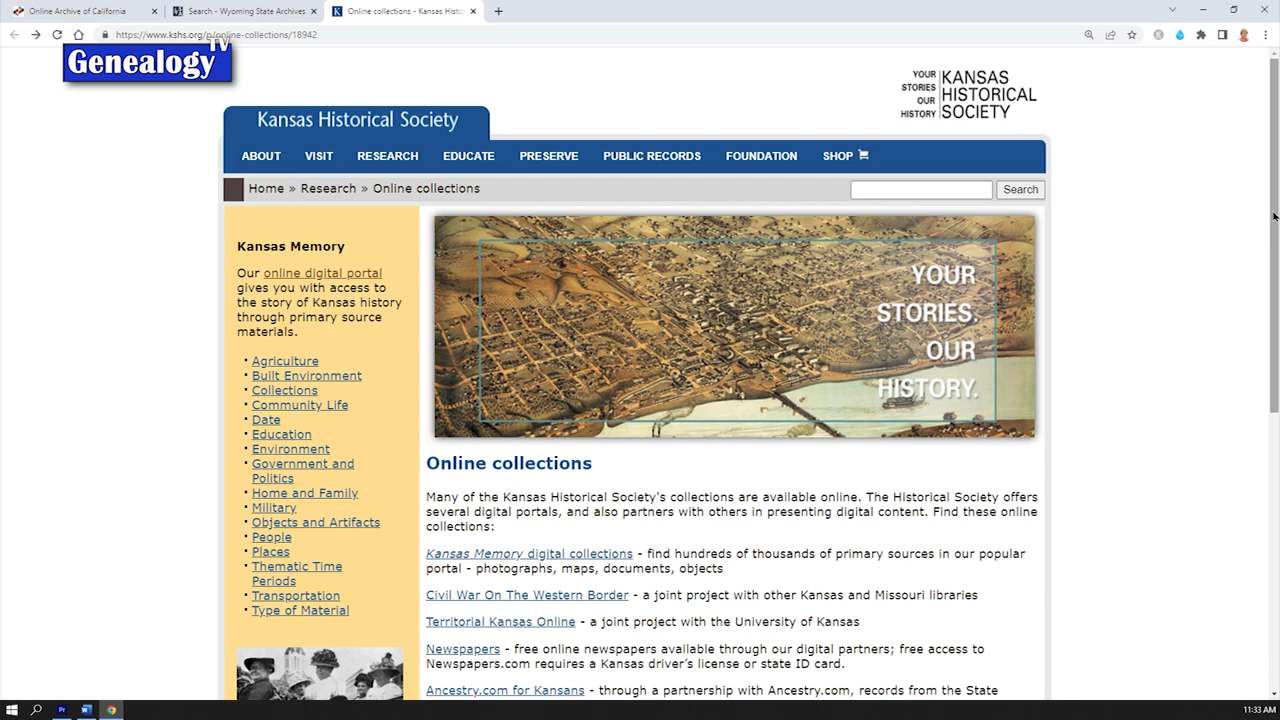 Online Archive of California
Search - Wyoming State Archives
Online collections - Kansas Histo
https://www.kshs.org/p/online-collections/18942
TV
Genealogy
YOUR
STORIES
OUR
HISTORY
KANSAS
HISTORICAL
SOCIETY
Kansas Historical Society
ABOUT VISIT RESEARCH EDUCATE PRESERVE PUBLIC RECORDS FOUNDATION SHOP
Home » Research » Online collections
Search
Kansas Memory
Our online digital portal
gives you with access to
the story of Kansas history
through primary source
materials.
• Agriculture
• Built Environment
• Collections
• Community Life
• Date
• Education
• Environment
• Government and
Politics
• Home and Family
• Military
• Objects and Artifacts
• People
• Places
• Thematic Time
Periods
• Transportation
• Type of Material
YOUR
STORIES.
OUR
HISTORY.
Online collections
Many of the Kansas Historical Society's collections are available online. The Historical Society offers
several digital portals, and also partners with others in presenting digital content. Find these online
collections:
Kansas Memory digital collections - find hundreds of thousands of primary sources in our popular
portal - photographs, maps, documents, objects
Civil War On The Western Border - a joint project with other Kansas and Missouri libraries
Territorial Kansas Online - a joint project with the University of Kansas
Newspapers - free online newspapers available through our digital partners; free access to
Newspapers.com requires a Kansas driver's license or state ID card.
Ancestry.com for Kansans - through a partnership with Ancestry.com, records from the State
11:33 AM